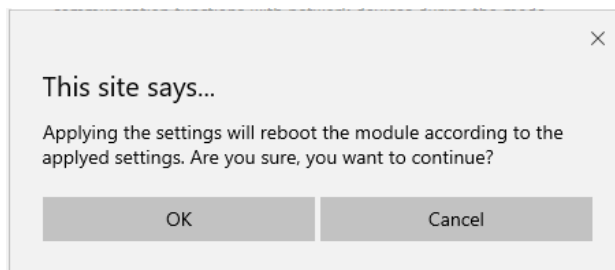 This site says...
Applying the settings will reboot the module according to the
applyed settings. Are you sure, you want to continue?
OK
Cancel